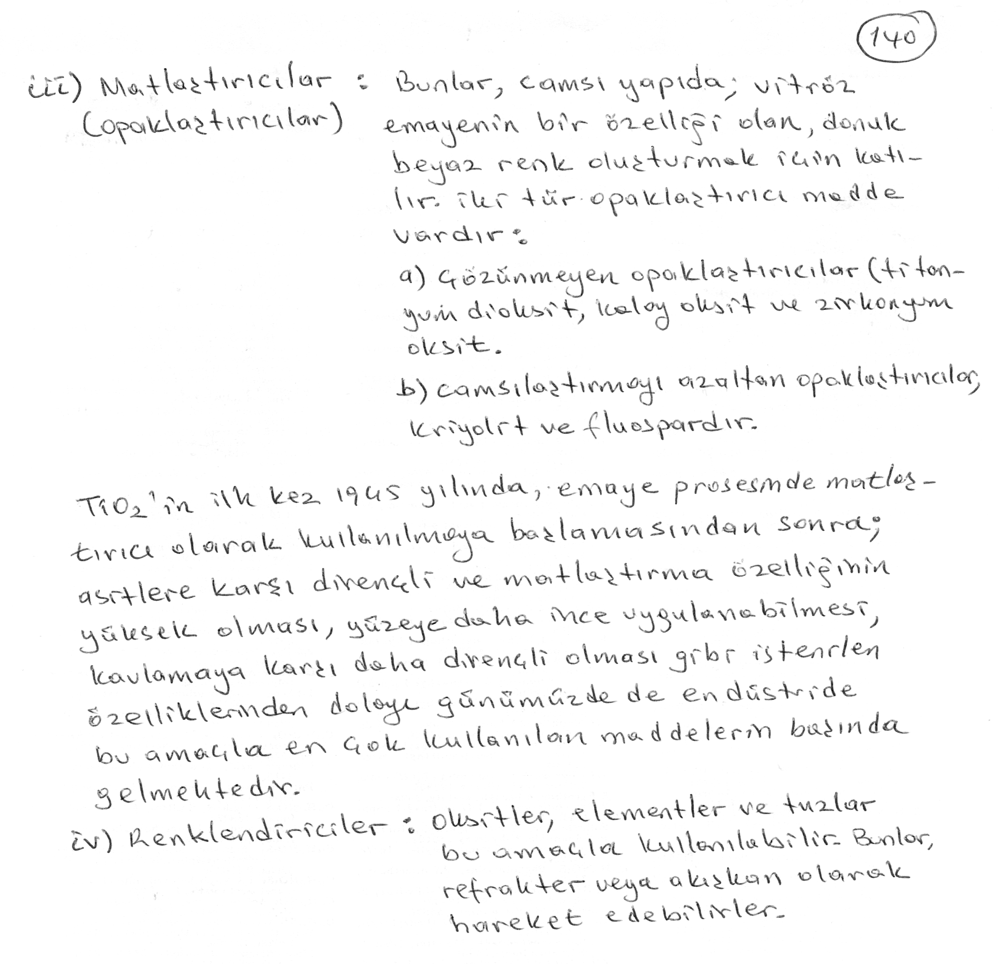 140
iii) Matlaştırıcılar : Bunlar, camsı yapıda; vitröz
(opaklaştırıcılar) emayenin bir özelliği olan, donuk
beyaz renk oluşturmak için katı-
lır. iki tür opaklaştırıcı madde
vardır :
a) Çözünmeyen opaklaştırıcılar (titan-
yum dioksit, kalay oksit ve zirkonyum
oksit.
b) camsılaştırmayı azaltan opaklaştırıcılar,
kriyolit ve fluospardır.
TiO₂'in ilk kez 1945 yılında, emaye prosesinde matlaş-
tırıcı olarak kullanılmaya başlamasından sonra;
asitlere karşı dirençli ve matlaştırma özelliğinin
yüksek olması, yüzeye daha ince uygulanabilmesi,
kavlamaya karşı daha dirençli olması gibi istenilen
özelliklerinden dolayı günümüzde de endüstride
bu amaçla en çok kullanılan maddelerin başında
gelmektedir.
iv) Renklendiriciler : Oksitler, elementler ve tuzlar
bu amaçla kullanılabilir. Bunlar,
refrakter veya akışkan olarak
hareket edebilirler.